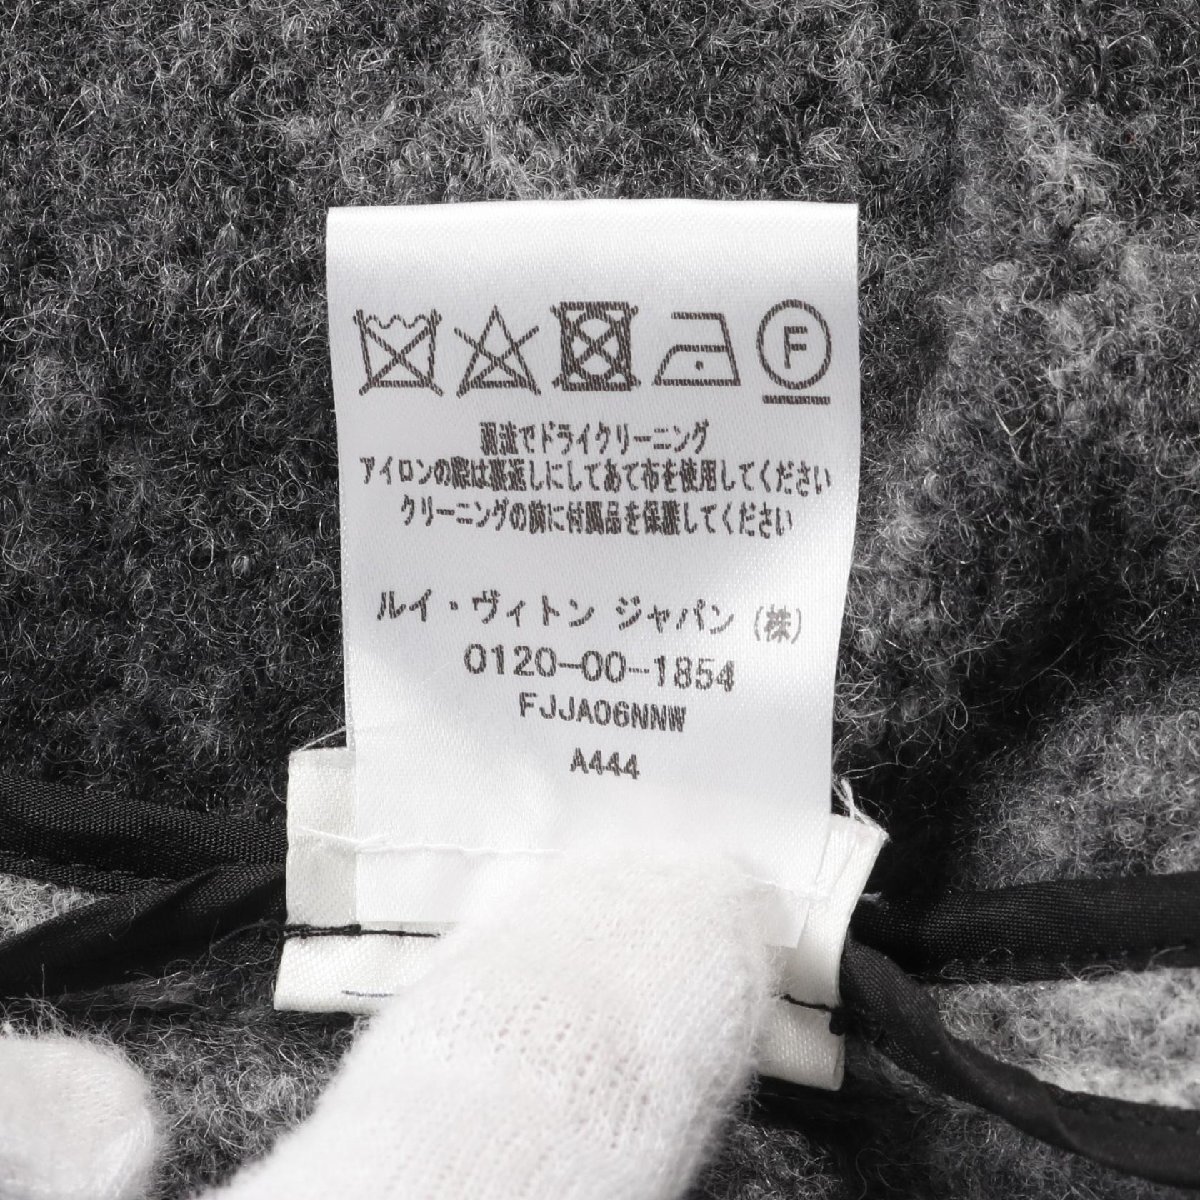 F
弱流でドライクリーニング
アイロンの際は裏返しにしてあて布を使用してください
クリーニングの前に付属品を保護してください
ルイ・ヴィトン ジャパン (株)
0120-00-1854
FJJA06NNW
A444